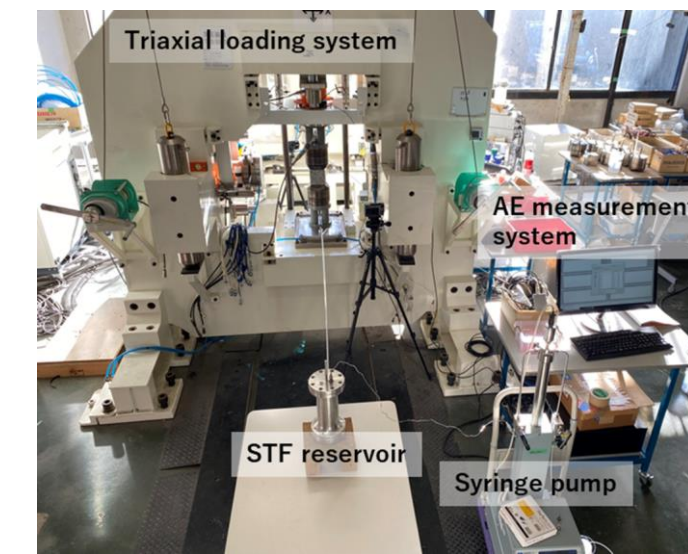 Triaxial loading system
AE measurement
system
STF reservoir
Syringe pump